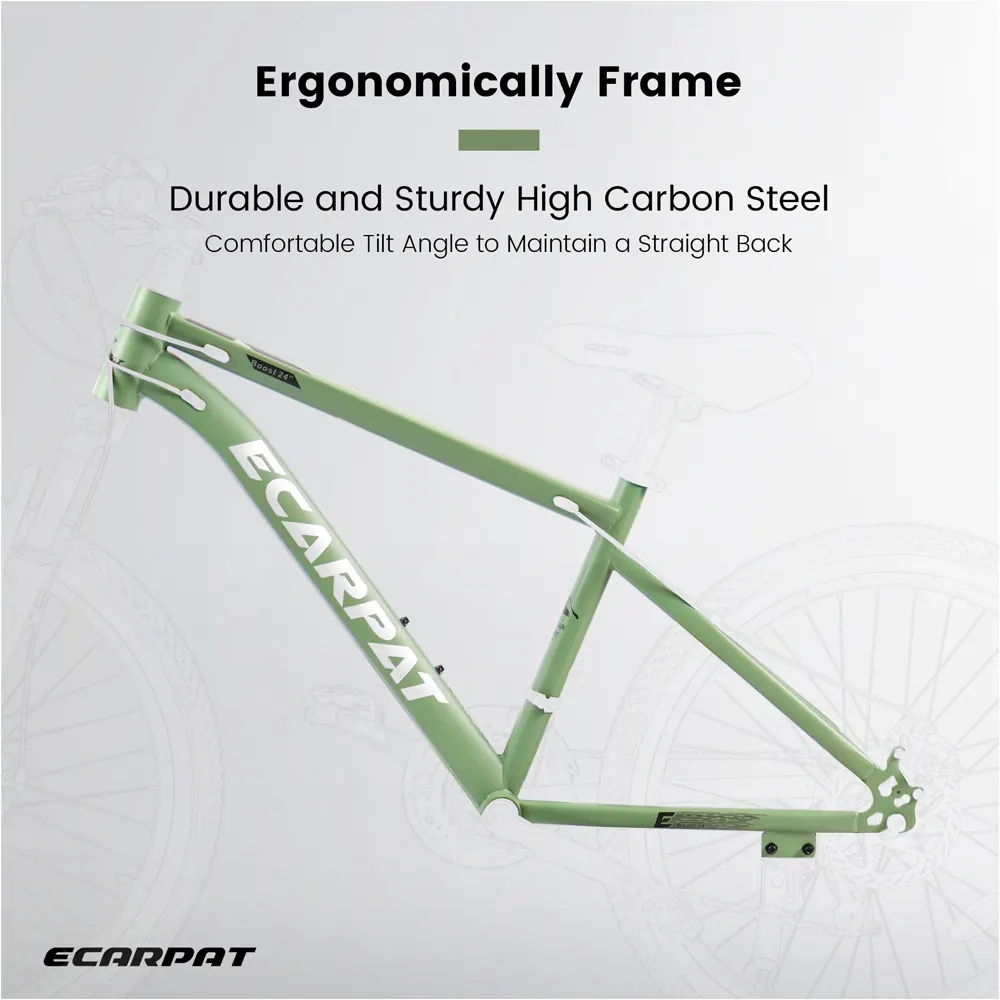 Ergonomically Frame
Durable and Sturdy High Carbon Steel
Comfortable Tilt Angle to Maintain a Straight Back
Boost 24"
ECARPAT
E
ECARPAT